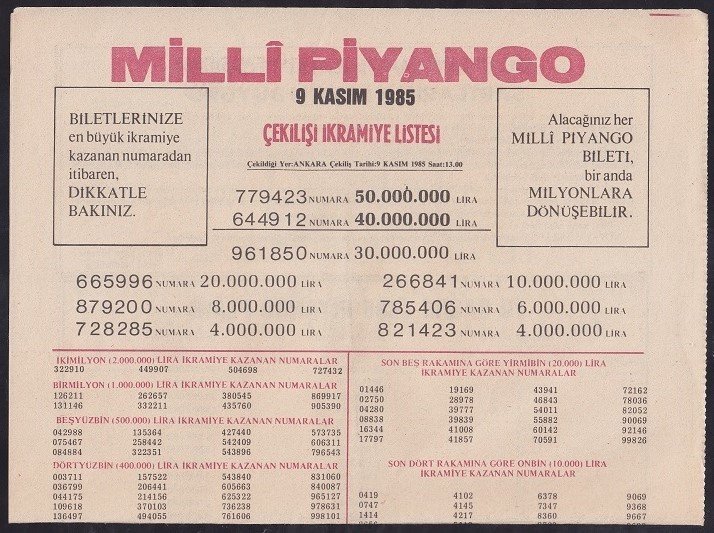 MİLLÎ PİYANGO
9 KASIM 1985
ÇEKİLİŞİ İKRAMİYE LİSTESİ
Çekildiği Yer:ANKARA Çekiliş Tarihi:9 KASIM 1985 Saat:13.00
BİLETLERİNİZE
en büyük ikramiye
kazanan numaradan
itibaren,
DİKKATLE
BAKINIZ.
Alacağınız her
MİLLÎ PİYANGO
BİLETİ,
bir anda
MİLYONLARA
DÖNÜŞEBİLİR.
779423 NUMARA 50.000.000 LİRA
644912 NUMARA 40.000.000 LİRA
961850 NUMARA 30.000.000 LİRA
665996 NUMARA 20.000.000 LİRA 266841 NUMARA 10.000.000 LİRA
879200 NUMARA 8.000.000 LİRA 785406 NUMARA 6.000.000 LİRA
728285 NUMARA 4.000.000 LİRA 821423 NUMARA 4.000.000 LİRA
İKİMİLYON (2.000.000) LİRA İKRAMİYE KAZANAN NUMARALAR
322910 449907 504698 727432
BİRMİLYON (1.000.000) LİRA İKRAMİYE KAZANAN NUMARALAR
126211 262657 380545 869917
131146 332211 435760 905390
BEŞYÜZBİN (500.000) LİRA İKRAMİYE KAZANAN NUMARALAR
042988 135364 427440 573735
075467 258442 542409 606311
084884 322351 543896 796543
DÖRTYÜZBİN (400.000) LİRA İKRAMİYE KAZANAN NUMARALAR
003711 157522 543840 831060
036799 206441 605663 840087
044175 214156 625322 965127
109618 370103 736238 978631
136497 494055 761606 998101
SON BEŞ RAKAMINA GÖRE YİRMİBİN (20.000) LİRA
İKRAMİYE KAZANAN NUMARALAR
01446 19169 43941 72162
02750 28978 46843 78036
04280 39777 54011 82052
08838 39839 55882 90069
16344 41008 60142 92146
17797 41857 70591 99826
SON DÖRT RAKAMINA GÖRE ONBİN (10.000) LİRA
İKRAMİYE KAZANAN NUMARALAR
0419 4102 6378 9069
0747 4145 7347 9368
1414 4217 8360 9667